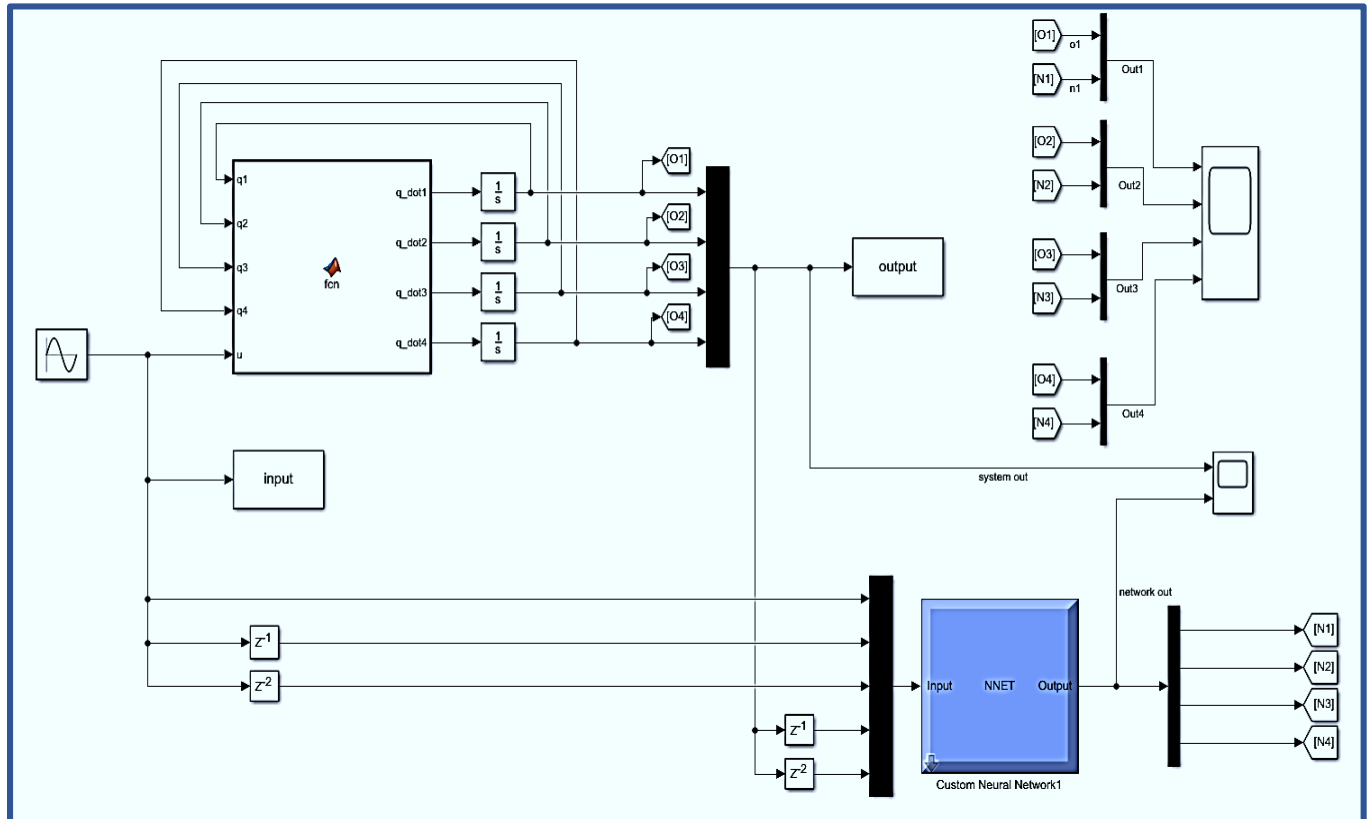 q1
q2
q3
q4
u
fcn
q_dot1
q_dot2
q_dot3
q_dot4
1
s
1
s
1
s
1
s
[O1]
[O2]
[O3]
[O4]
output
input
[O1]
o1
[N1]
n1
Out1
[O2]
[N2]
Out2
[O3]
[N3]
Out3
[O4]
[N4]
Out4
system out
network out
Z-1
Z-2
Z-1
Z-2
Input NNET Output
Custom Neural Network1
[N1]
[N2]
[N3]
[N4]